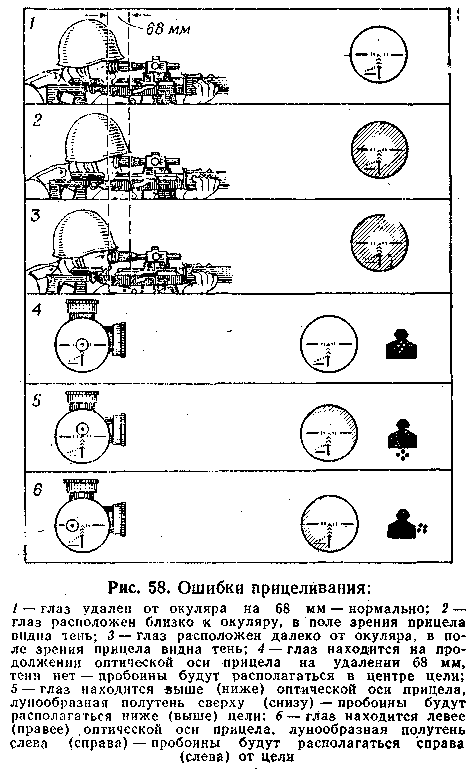 1
68 мм
2
3
4
5
6
Рис. 58. Ошибки прицеливания:
1 — глаз удален от окуляра на 68 мм — нормально; 2 —
глаз расположен близко к окуляру, в поле зрения прицела
видна тень; 3 — глаз расположен далеко от окуляра, в по-
ле зрения прицела видна тень; 4 — глаз находится на про-
должении оптической оси прицела на удалении 68 мм,
тени нет — пробоины будут располагаться в центре цели;
5 — глаз находится выше (ниже) оптической оси прицела,
лунообразная полутень сверху (снизу) — пробоины будут
располагаться ниже (выше) цели; 6 — глаз находится левее
(правее) оптической оси прицела, лунообразная полутень
слева (справа) — пробоины будут располагаться справа
(слева) от цели